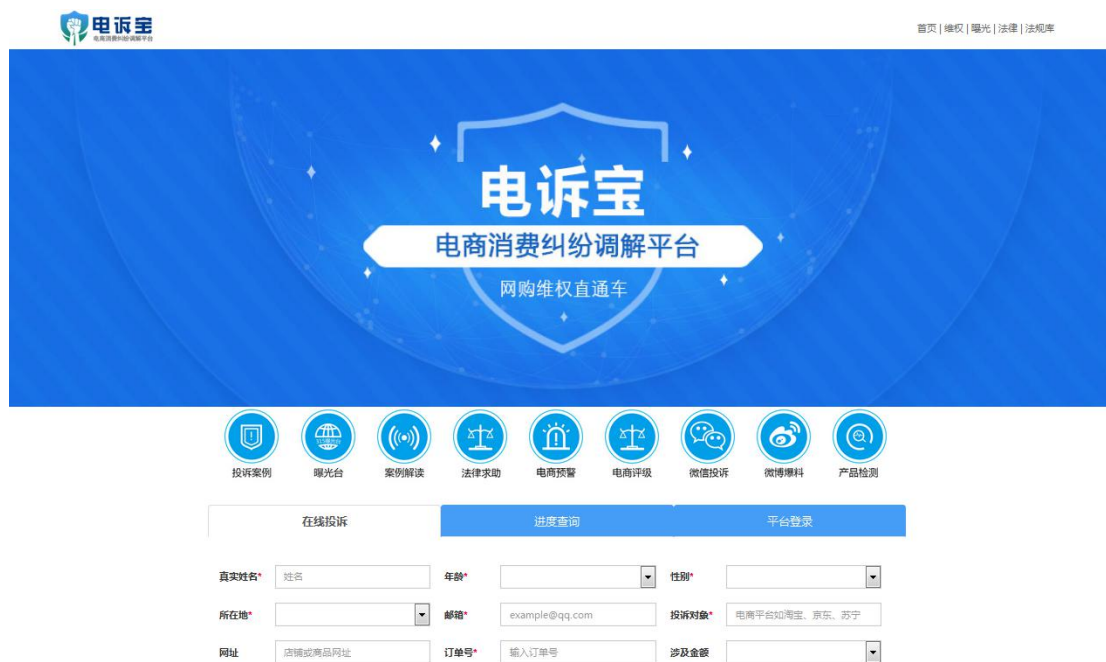 电诉宝
电商消费纠纷调解平台
首页 | 维权 | 曝光 | 法律 | 法规库
电诉宝
电商消费纠纷调解平台
网购维权直通车
315曝光台
投诉案例 曝光台 案例解读 法律求助 电商预警 电商评级 微信投诉 微博爆料 产品检测
在线投诉 进度查询 平台登录
真实姓名* 姓名 年龄* 性别*
所在地* 邮箱* example@qq.com 投诉对象* 电商平台如淘宝、京东、苏宁
网址 店铺或商品网址 订单号* 输入订单号 涉及金额